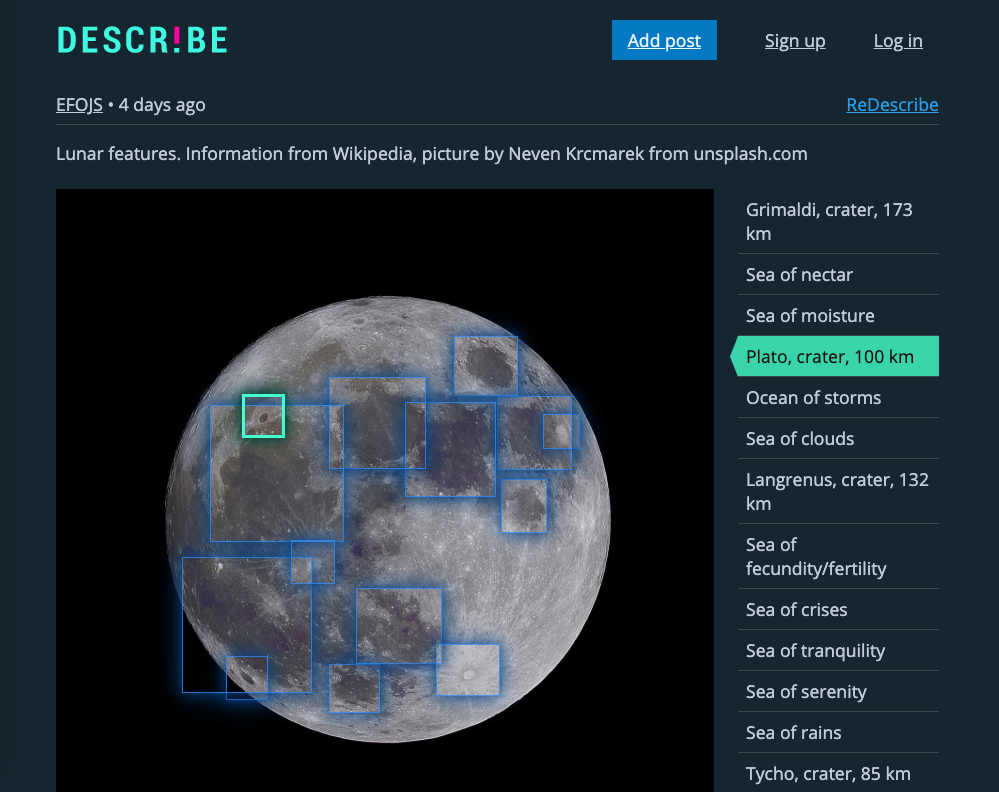 DESCR!BE
Add post
Sign up
Log in
EFOJS • 4 days ago
ReDescribe
Lunar features. Information from Wikipedia, picture by Neven Krcmarek from unsplash.com
Grimaldi, crater, 173
km
Sea of nectar
Sea of moisture
Plato, crater, 100 km
Ocean of storms
Sea of clouds
Langrenus, crater, 132
km
Sea of
fecundity/fertility
Sea of crises
Sea of tranquility
Sea of serenity
Sea of rains
Tycho, crater, 85 km